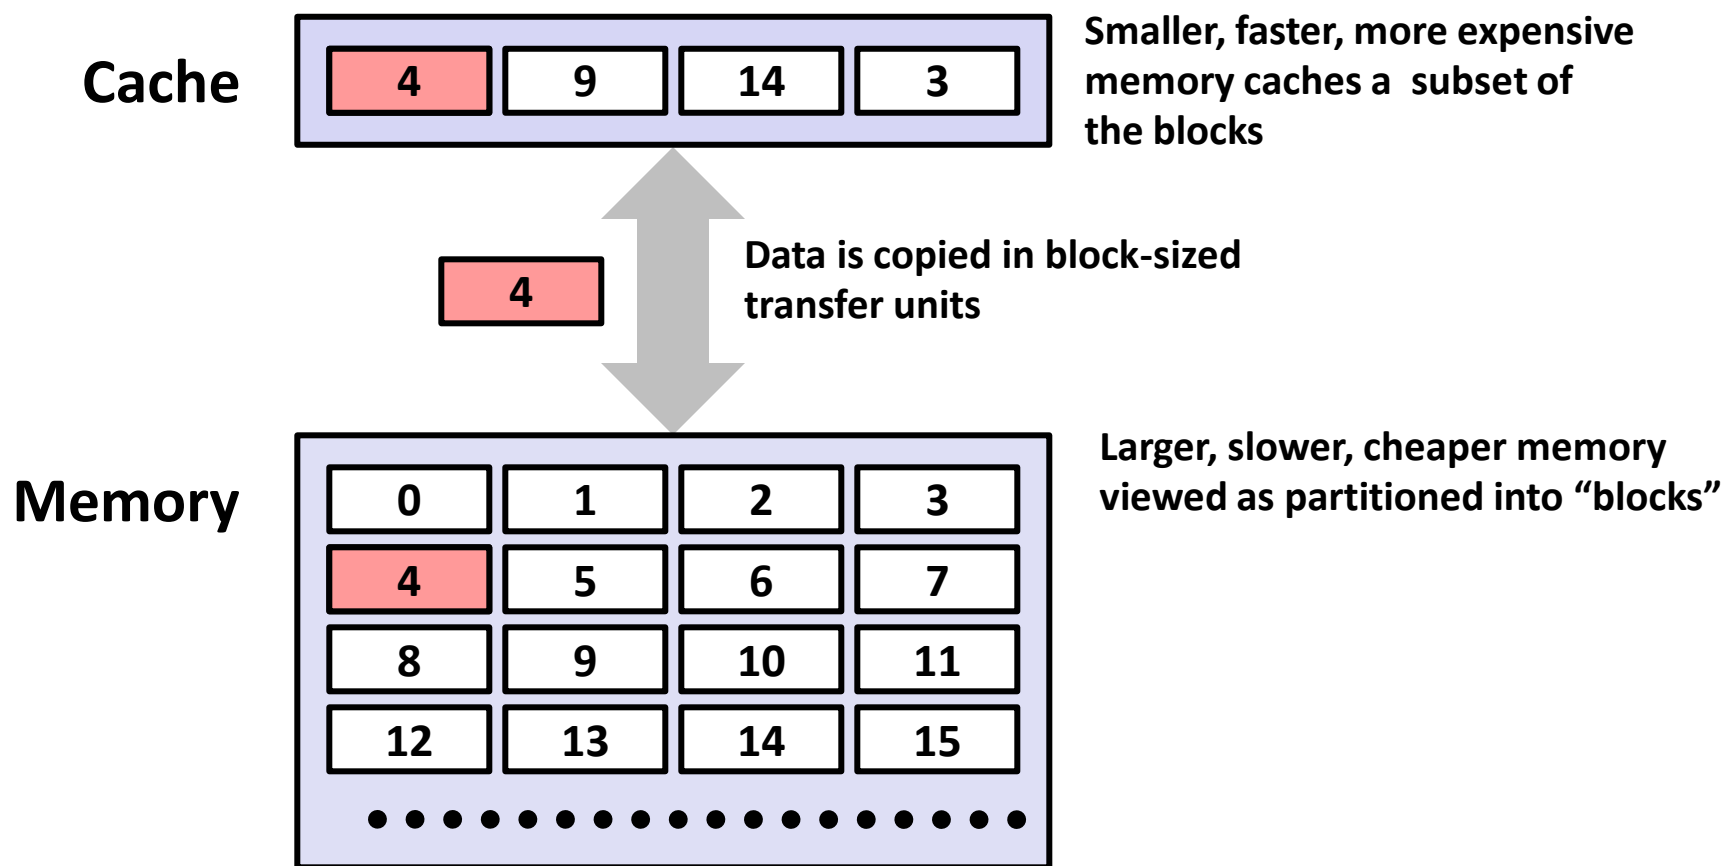 Cache
4 9 14 3
Smaller, faster, more expensive
memory caches a  subset of
the blocks
4
Data is copied in block-sized
transfer units
Memory
Larger, slower, cheaper memory
viewed as partitioned into “blocks”
0 1 2 3
4 5 6 7
8 9 10 11
12 13 14 15